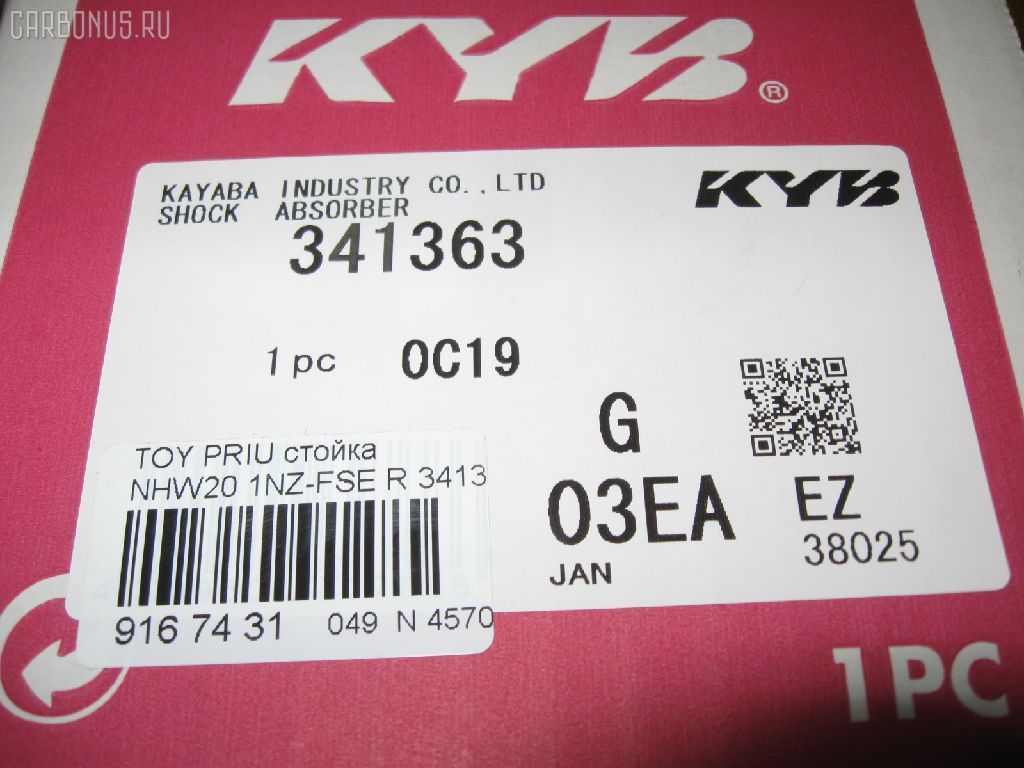 CARBONUS.RU
KYB®
KAYABA INDUSTRY CO.,LTD
KYB
SHOCK ABSORBER
341363
1 pc 0C19
G
03EA
EZ
JAN
38025
TOY PRIU стойка
NHW20 1NZ-FSE R 3413
916 74 31 049 N 4570
1PC